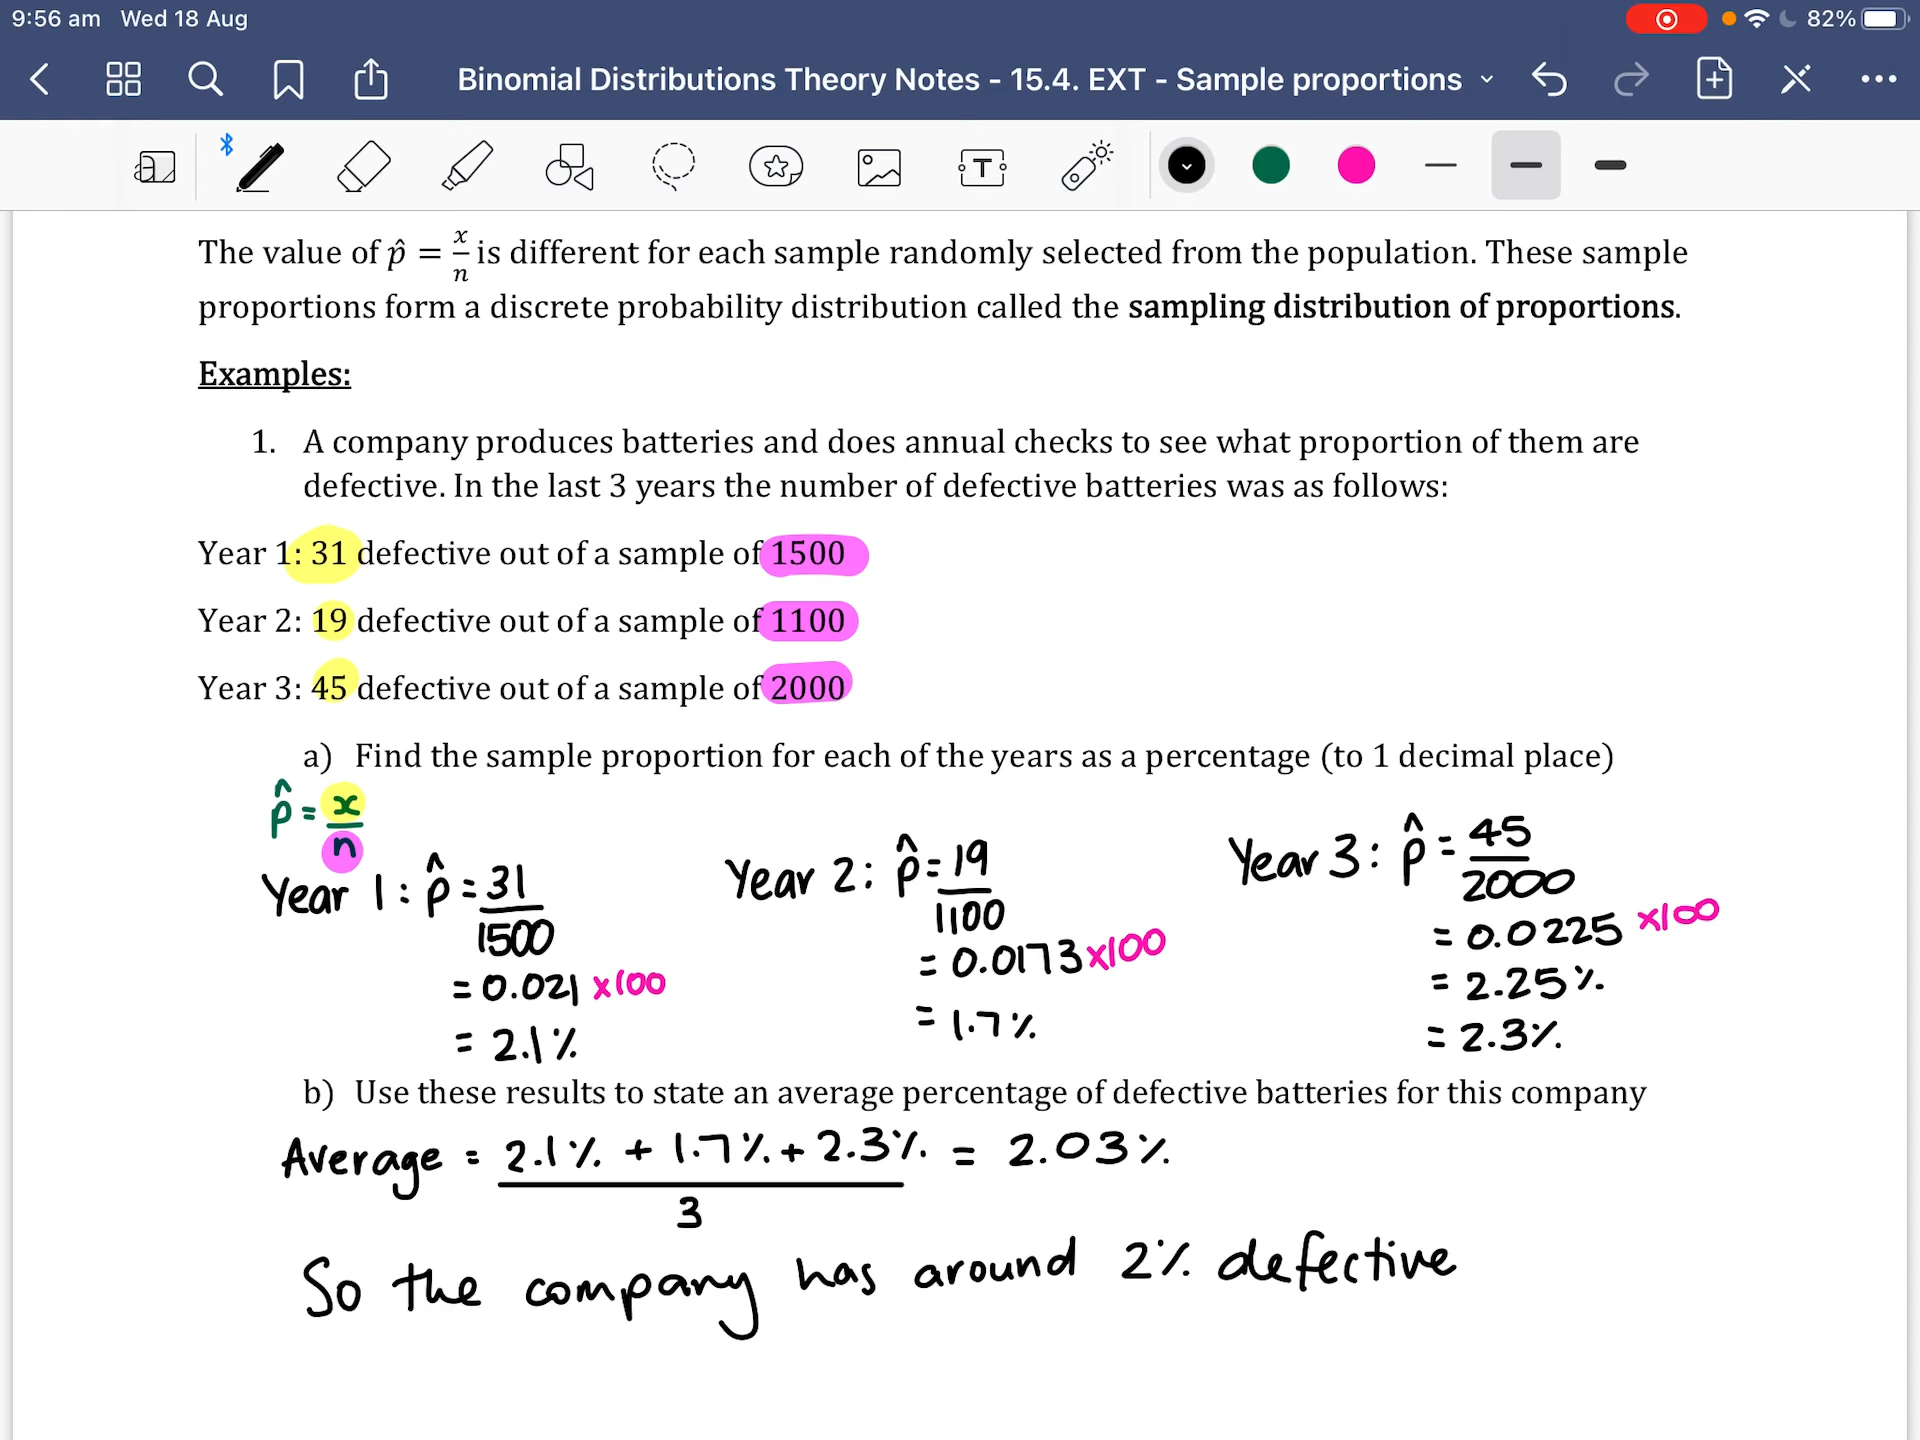 9:56 am Wed 18 Aug 82%
Binomial Distributions Theory Notes - 15.4. EXT - Sample proportions
a T
The value of p̂ = x/n is different for each sample randomly selected from the population. These sample
proportions form a discrete probability distribution called the sampling distribution of proportions.
Examples:
1. A company produces batteries and does annual checks to see what proportion of them are
defective. In the last 3 years the number of defective batteries was as follows:
Year 1: 31 defective out of a sample of 1500
Year 2: 19 defective out of a sample of 1100
Year 3: 45 defective out of a sample of 2000
a) Find the sample proportion for each of the years as a percentage (to 1 decimal place)
p̂ = x/n
Year 1: p̂ = 31/1500
= 0.021 ×100
= 2.1%
Year 2: p̂ = 19/1100
= 0.0173 ×100
= 1.7%
Year 3: p̂ = 45/2000
= 0.0225 ×100
= 2.25%
= 2.3%
b) Use these results to state an average percentage of defective batteries for this company
Average = 2.1% + 1.7% + 2.3% = 2.03%
3
So the company has around 2% defective